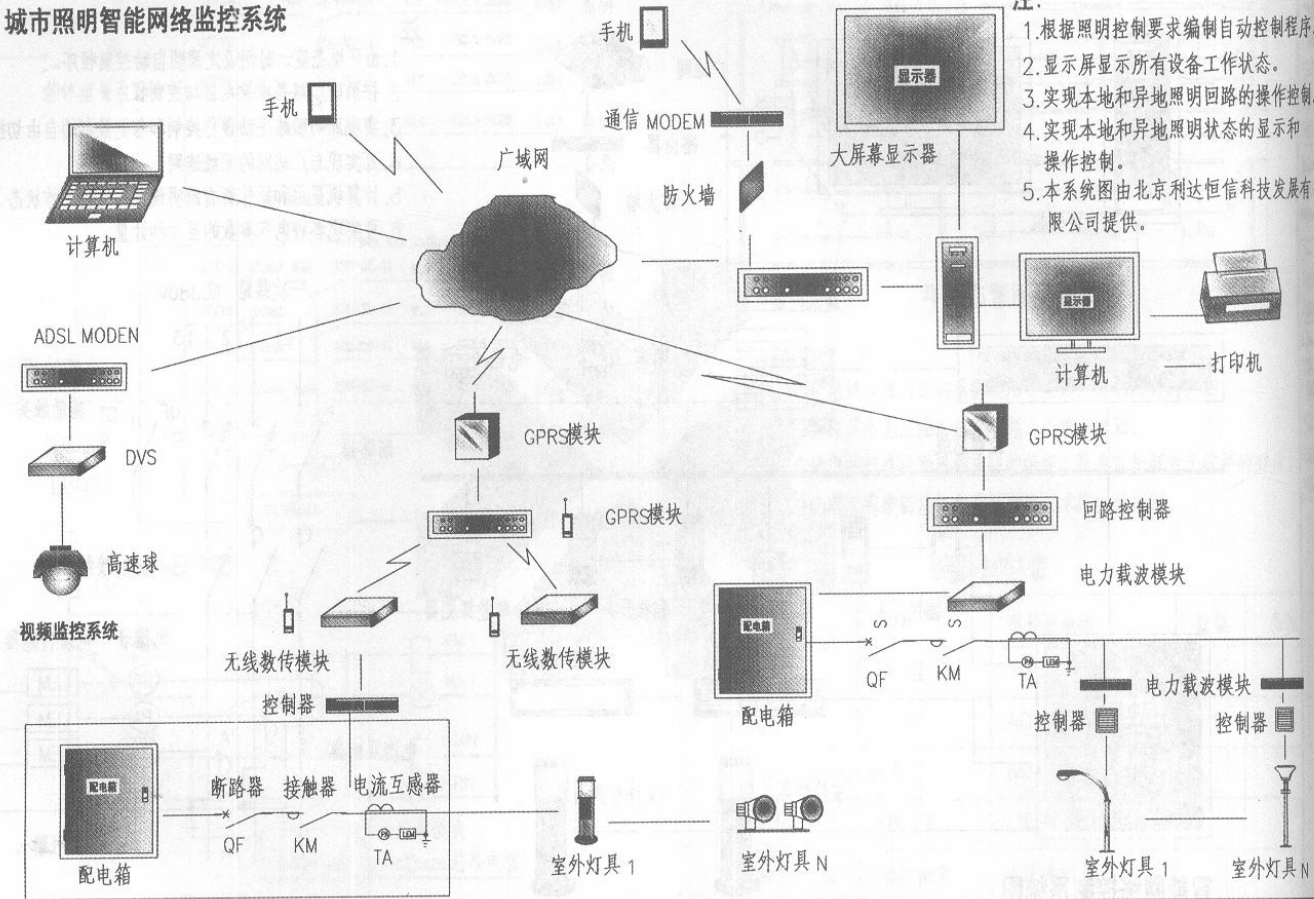 城市照明智能网络监控系统
手机
手机
显示器
注:
1.根据照明控制要求编制自动控制程序
2.显示屏显示所有设备工作状态。
3.实现本地和异地照明回路的操作控制
4.实现本地和异地照明状态的显示和
操作控制。
5.本系统图由北京利达恒信科技发展有
限公司提供。
通信 MODEM
大屏幕显示器
广域网
防火墙
计算机
显示器
计算机
打印机
ADSL MODEN
GPRS模块
GPRS模块
DVS
GPRS模块
回路控制器
高速球
电力载波模块
视频监控系统
配电箱
S
S
无线数传模块
无线数传模块
QF
KM
TA
电力载波模块
控制器
配电箱
控制器
控制器
配电箱
断路器
接触器
电流互感器
QF
KM
TA
配电箱
室外灯具 1
室外灯具 N
室外灯具 1
室外灯具 N